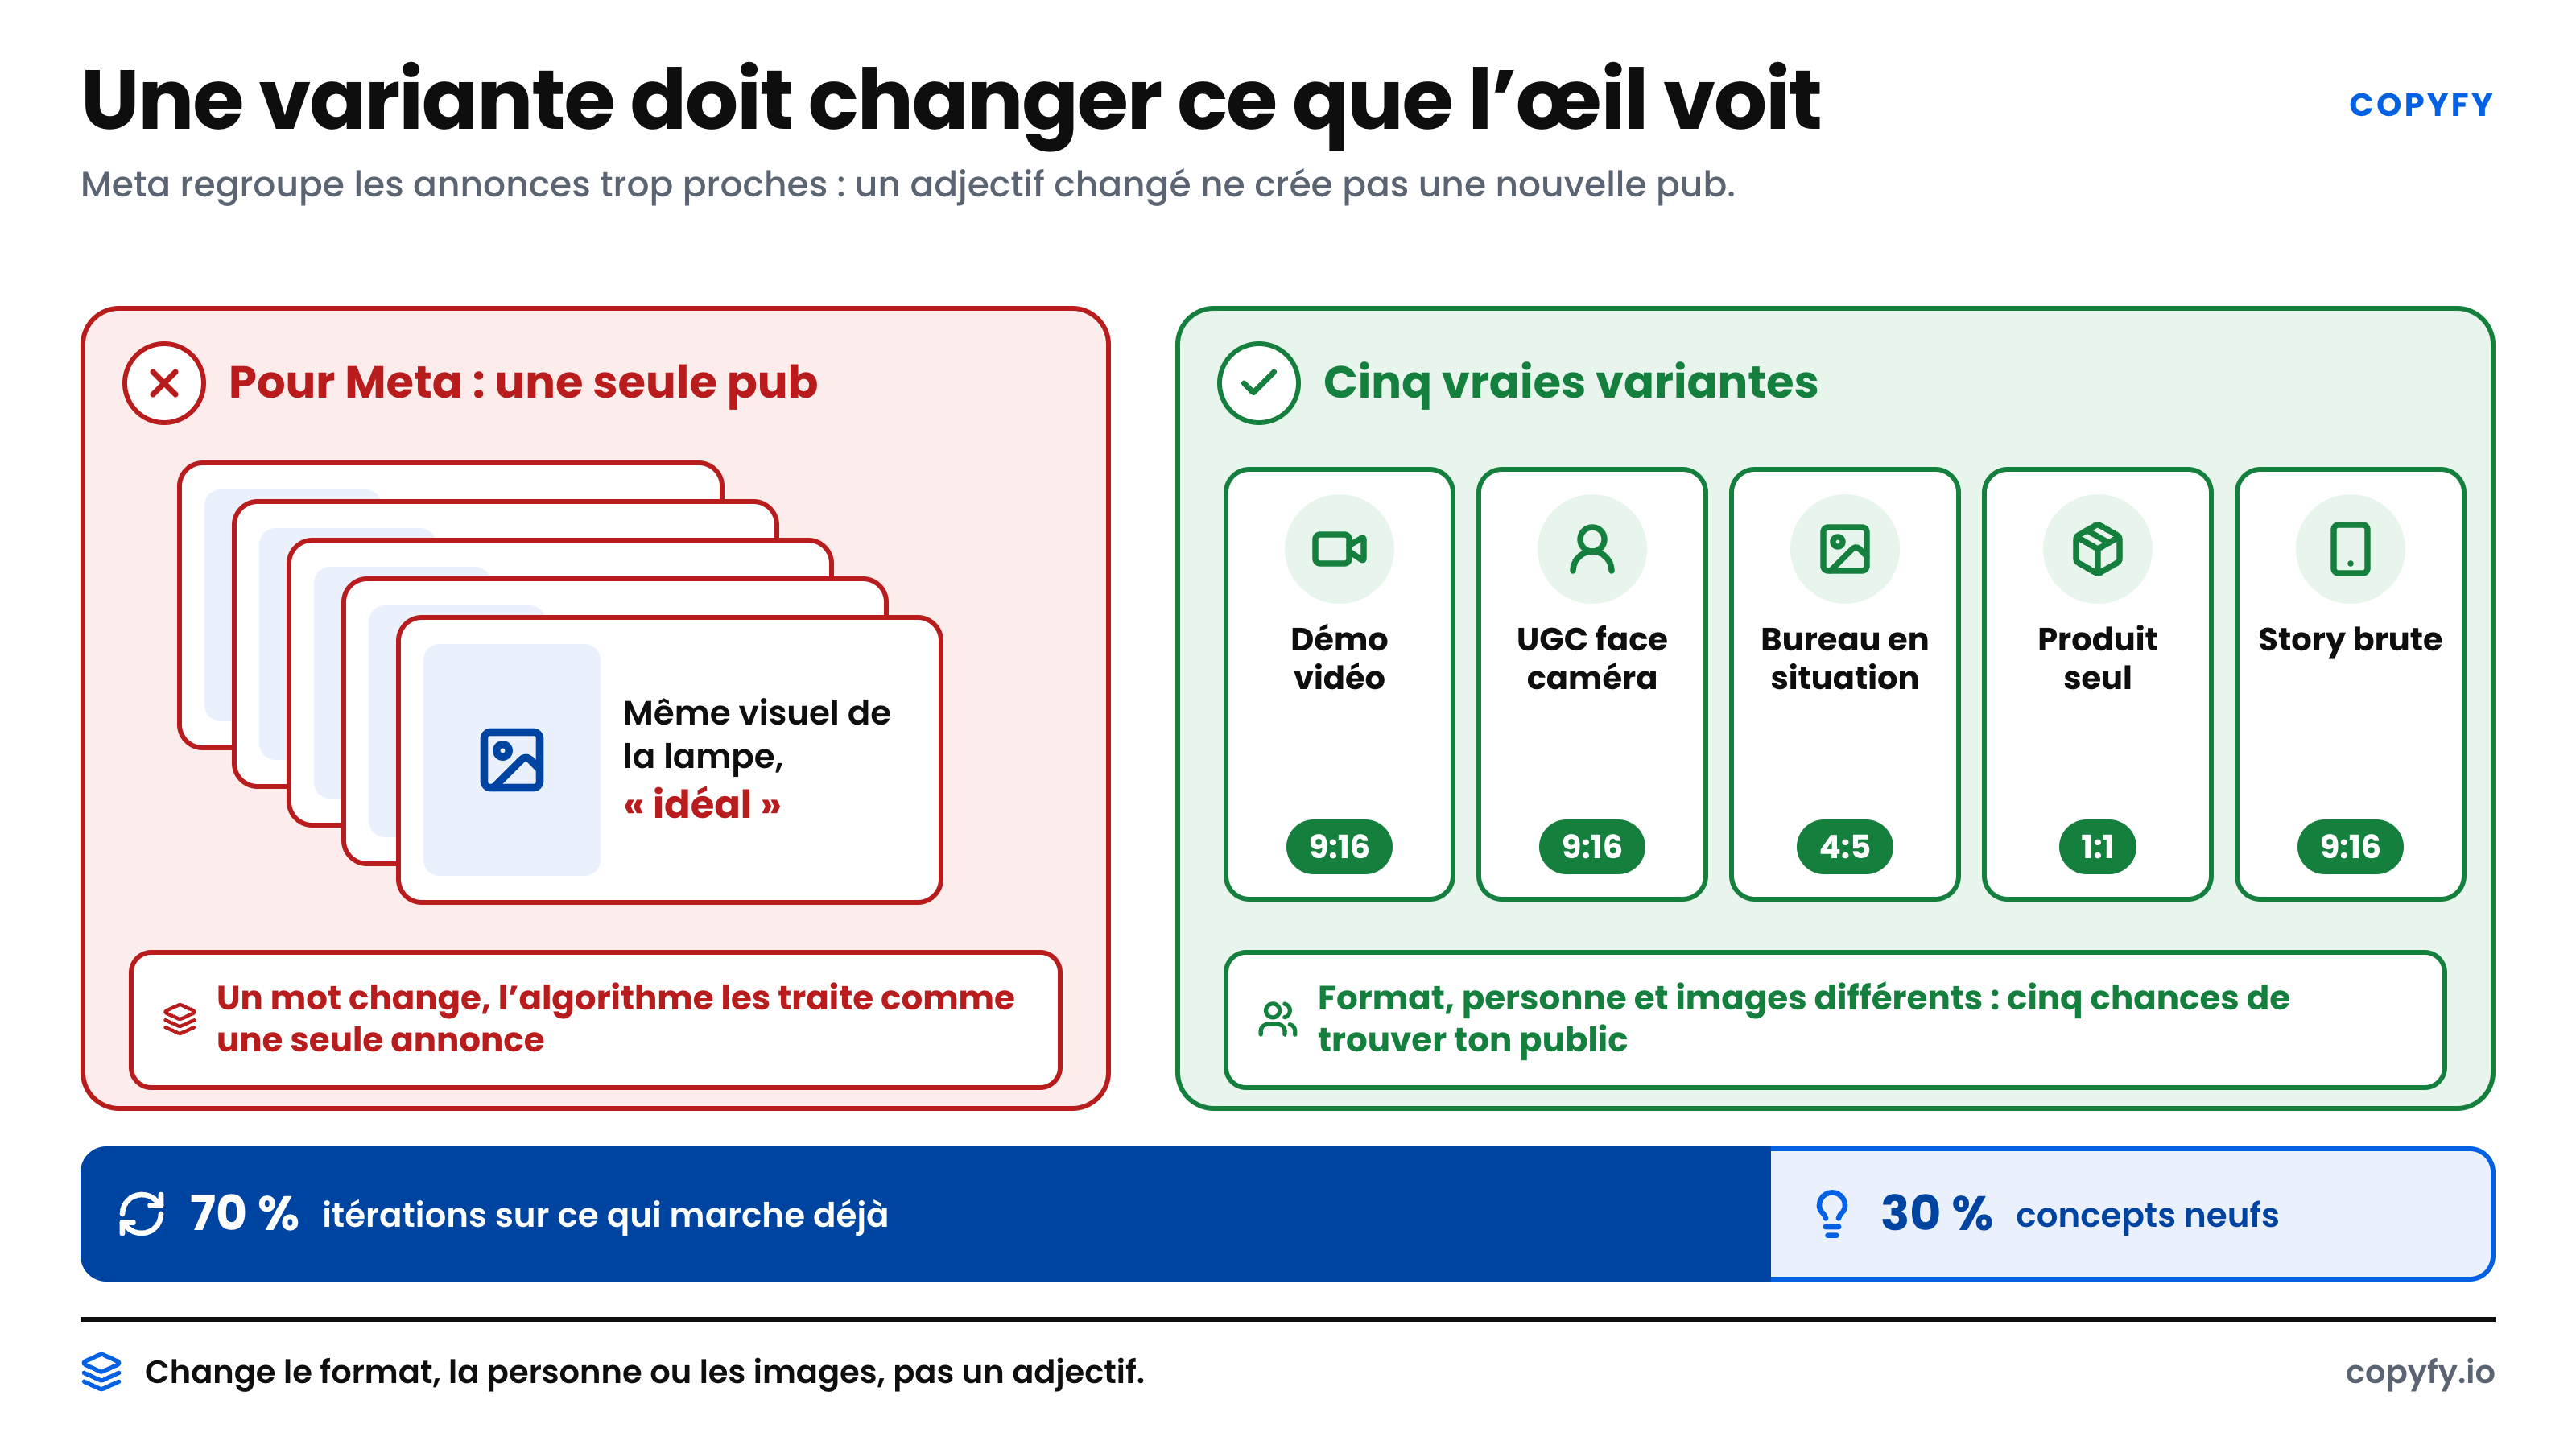 Une variante doit changer ce que l’œil voit
COPYFY
Meta regroupe les annonces trop proches : un adjectif changé ne crée pas une nouvelle pub.
Pour Meta : une seule pub
Même visuel de
la lampe,
« idéal »
Un mot change, l’algorithme les traite comme
une seule annonce
Cinq vraies variantes
Démo
vidéo
9:16
UGC face
caméra
9:16
Bureau en
situation
4:5
Produit
seul
1:1
Story brute
9:16
Format, personne et images différents : cinq chances de
trouver ton public
70 % itérations sur ce qui marche déjà
30 % concepts neufs
Change le format, la personne ou les images, pas un adjectif.
copyfy.io